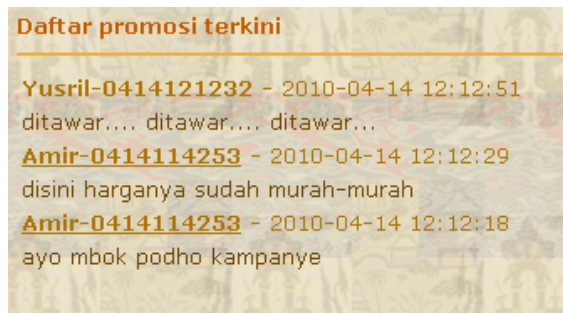 Daftar promosi terkini
Yusril-0414121232 - 2010-04-14 12:12:51
ditawar.... ditawar.... ditawar...
Amir-0414114253 - 2010-04-14 12:12:29
disini harganya sudah murah-murah
Amir-0414114253 - 2010-04-14 12:12:18
ayo mbok podho kampanye